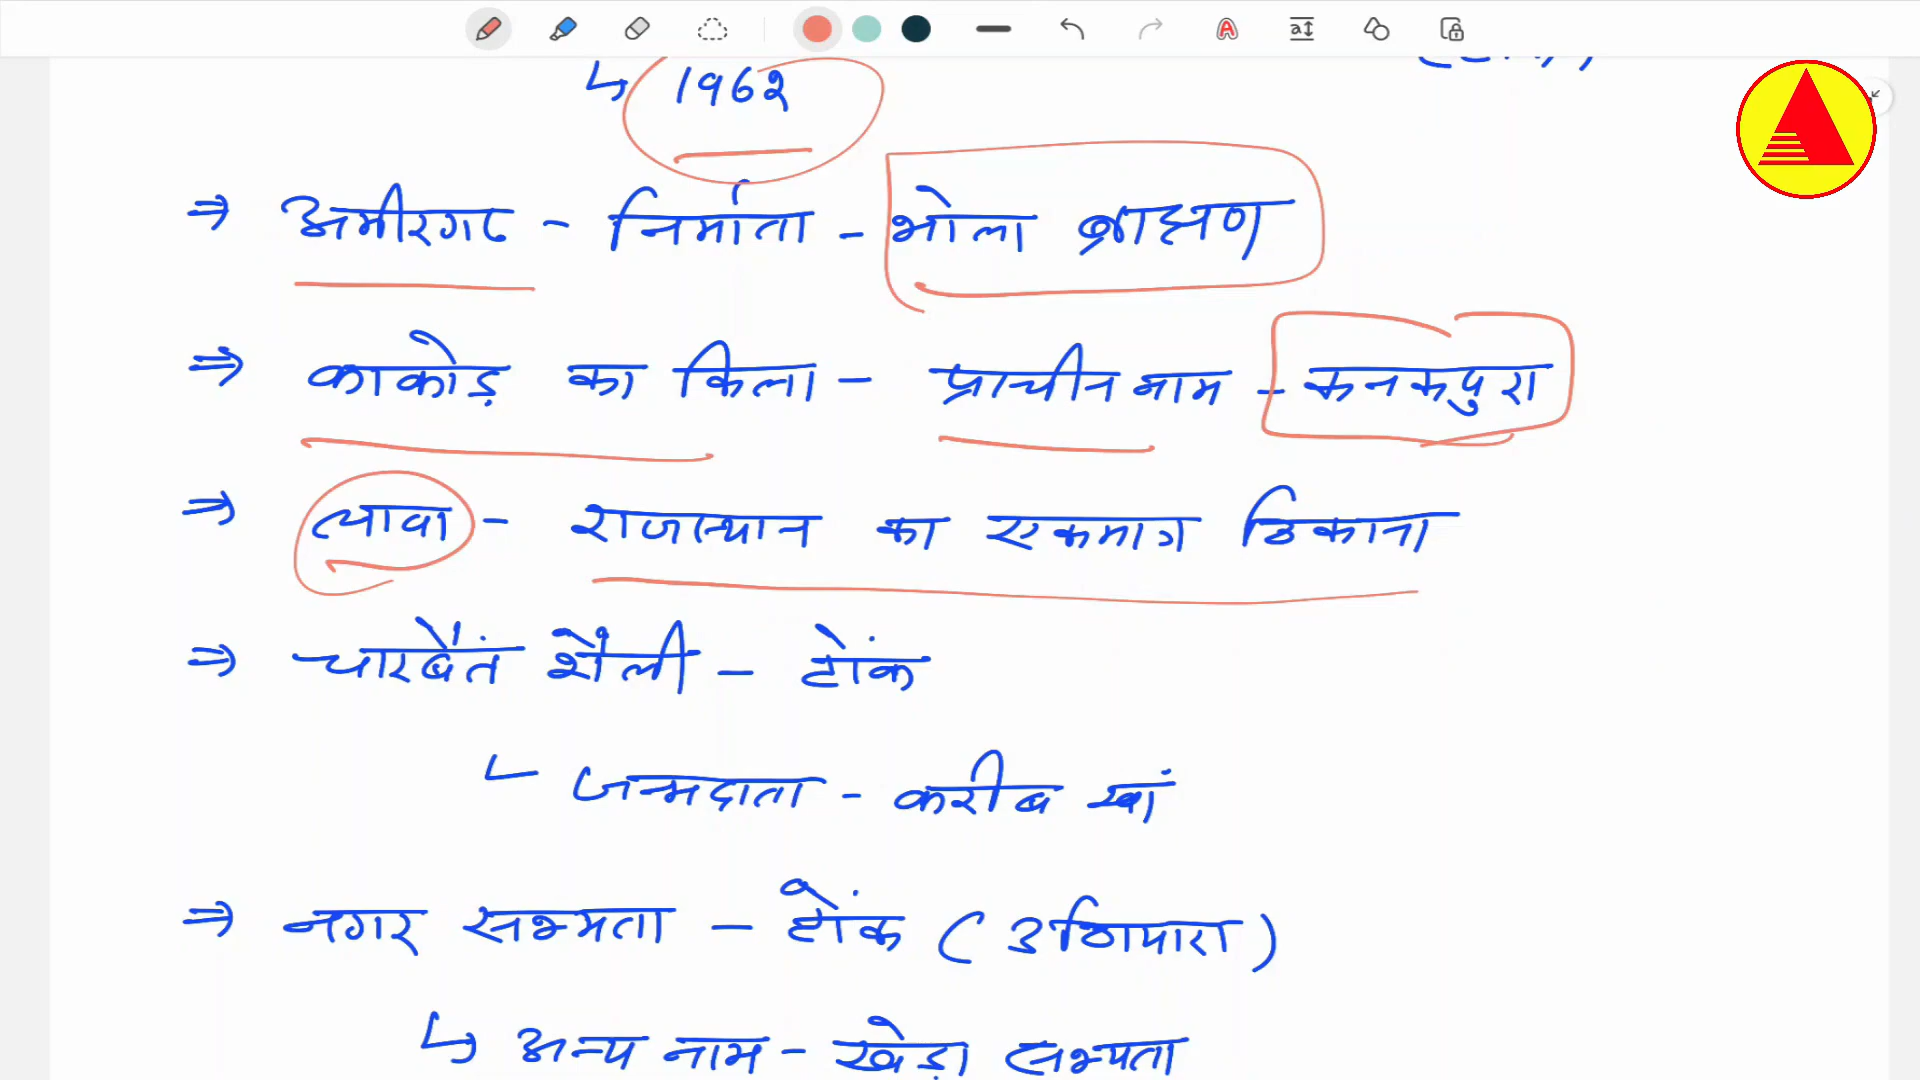 ↳ 1962
⇒ अमीरगढ - निर्माता - भोला ब्राह्मण
⇒ काकोड़ का किला - प्राचीन नाम - कनकपुरा
⇒ लावा - राजस्थान का एकमात्र ठिकाना
⇒ चारबैंत शैली - टोंक
↳ जन्मदाता - करीब खां
⇒ नगर सभ्यता - टोंक (उणियारा)
↳ अन्य नाम - खेड़ा सभ्यता